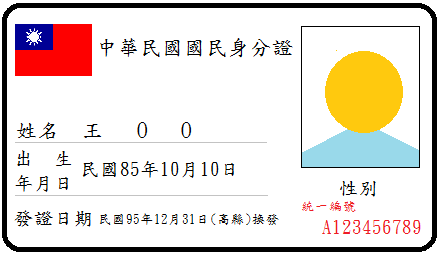 中華民國國民身分證
姓名 王 O O
出 生
年月日 民國85年10月10日
性別
統一編號
發證日期 民國95年12月31日(高縣)換發
A123456789